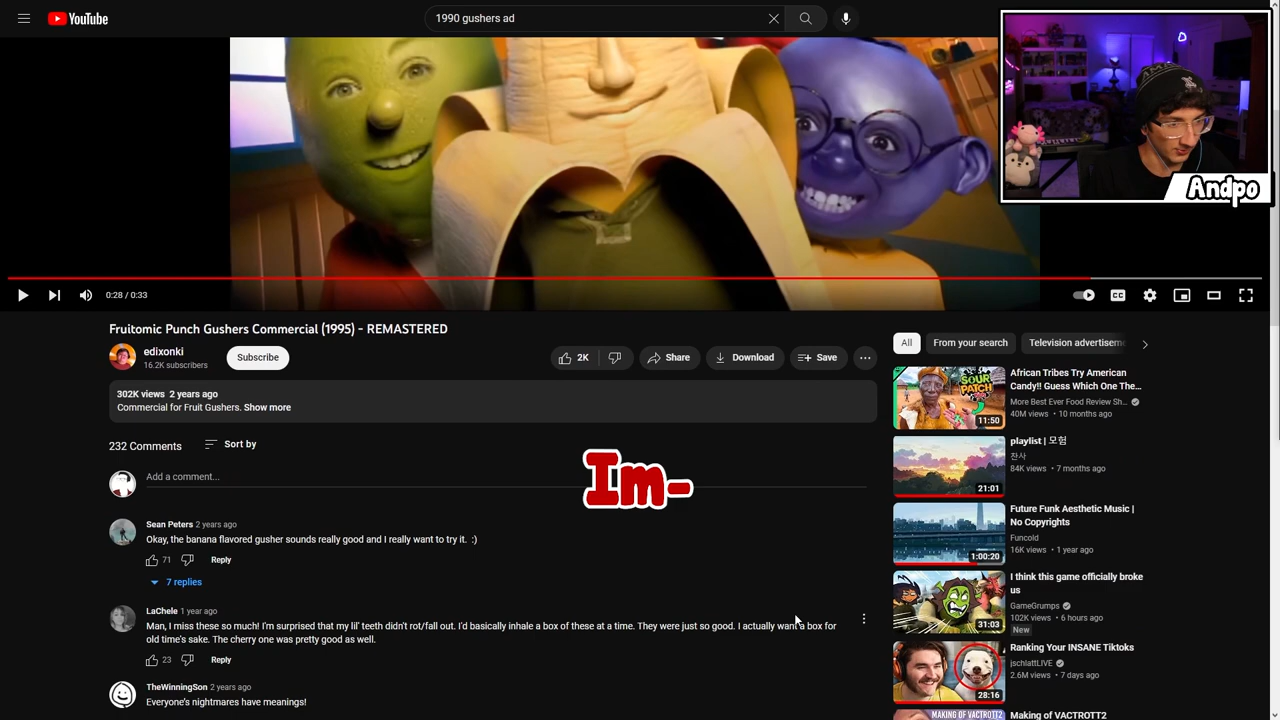 YouTube
1990 gushers ad
Andpo
0:28 / 0:33
CC
Fruitomic Punch Gushers Commercial (1995) - REMASTERED
edixonki
16.2K subscribers
Subscribe
2K
Share
Download
Save
302K views 2 years ago
Commercial for Fruit Gushers. Show more
232 Comments
Sort by
Add a comment...
Im-
Sean Peters 2 years ago
Okay, the banana flavored gusher sounds really good and I really want to try it. :)
71
Reply
7 replies
LaChele 1 year ago
Man, I miss these so much! I'm surprised that my lil' teeth didn't rot/fall out. I'd basically inhale a box of these at a time. They were just so good. I actually want a box for
old time's sake. The cherry one was pretty good as well.
23
Reply
TheWinningSon 2 years ago
Everyone's nightmares have meanings!
All
From your search
Television advertiseme
SOUR
PATCH
11:50
African Tribes Try American
Candy!! Guess Which One The...
More Best Ever Food Review Sh...
40M views • 10 months ago
21:01
playlist | 모험
찬사
84K views • 7 months ago
1:00:20
Future Funk Aesthetic Music |
No Copyrights
Funcold
16K views • 1 year ago
31:03
I think this game officially broke
us
GameGrumps
102K views • 6 hours ago
New
28:16
Ranking Your INSANE Tiktoks
jschlattLIVE
2.6M views • 7 days ago
MAKING OF VACTROTT2
Making of VACTROTT2